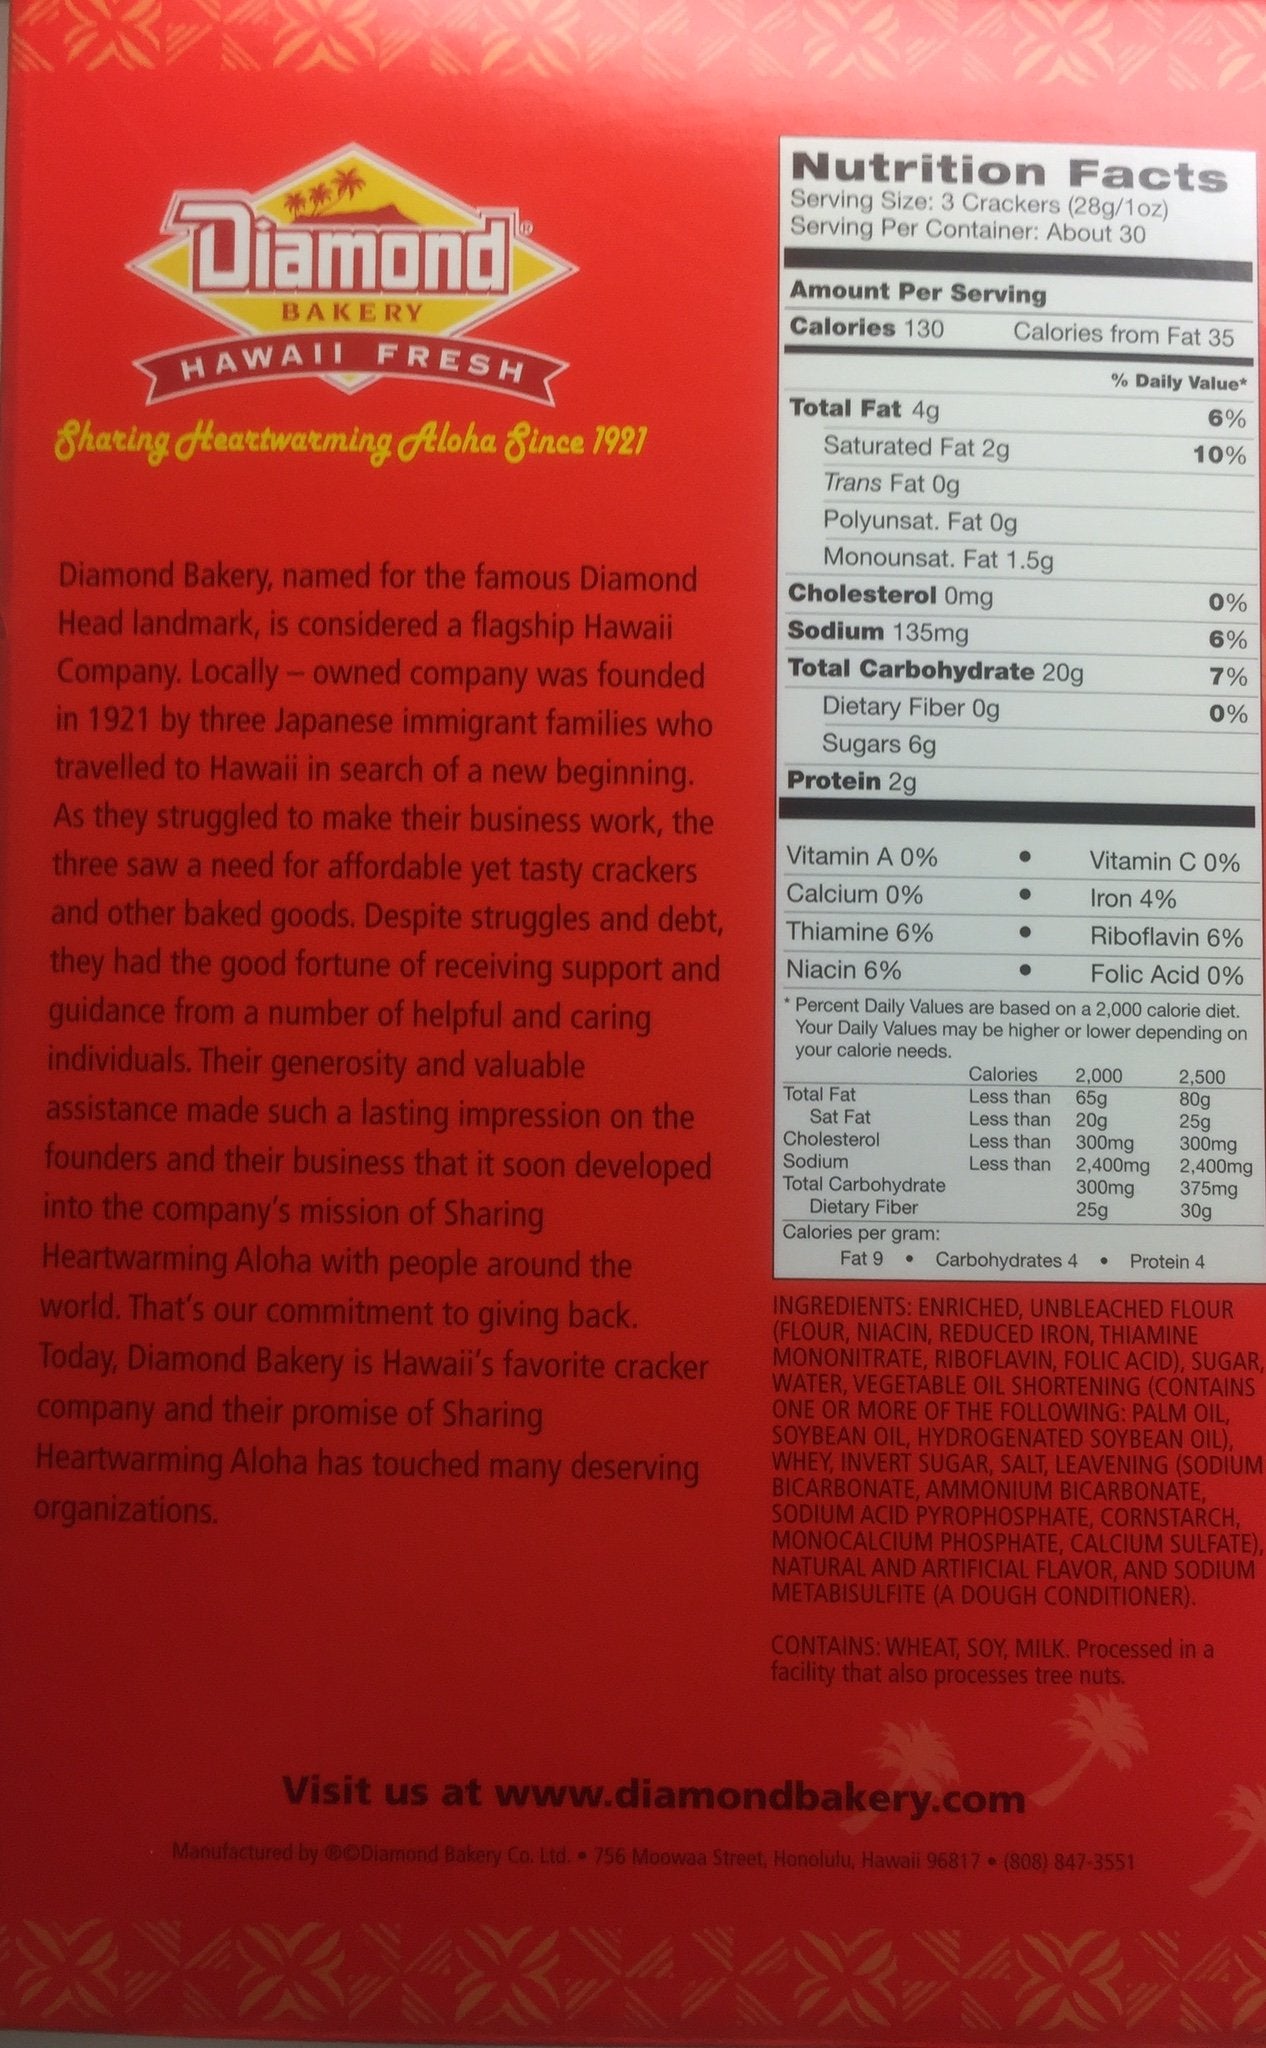 Diamond®
BAKERY
HAWAII FRESH
Sharing Heartwarming Aloha Since 1921
Diamond Bakery, named for the famous Diamond
Head landmark, is considered a flagship Hawaii
Company. Locally – owned company was founded
in 1921 by three Japanese immigrant families who
travelled to Hawaii in search of a new beginning.
As they struggled to make their business work, the
three saw a need for affordable yet tasty crackers
and other baked goods. Despite struggles and debt,
they had the good fortune of receiving support and
guidance from a number of helpful and caring
individuals. Their generosity and valuable
assistance made such a lasting impression on the
founders and their business that it soon developed
into the company's mission of Sharing
Heartwarming Aloha with people around the
world. That's our commitment to giving back.
Today, Diamond Bakery is Hawaii's favorite cracker
company and their promise of Sharing
Heartwarming Aloha has touched many deserving
organizations.
Nutrition Facts
Serving Size: 3 Crackers (28g/1oz)
Serving Per Container: About 30
Amount Per Serving
Calories 130 Calories from Fat 35
% Daily Value*
Total Fat 4g 6%
Saturated Fat 2g 10%
Trans Fat 0g
Polyunsat. Fat 0g
Monounsat. Fat 1.5g
Cholesterol 0mg 0%
Sodium 135mg 6%
Total Carbohydrate 20g 7%
Dietary Fiber 0g 0%
Sugars 6g
Protein 2g
Vitamin A 0% • Vitamin C 0%
Calcium 0% • Iron 4%
Thiamine 6% • Riboflavin 6%
Niacin 6% • Folic Acid 0%
* Percent Daily Values are based on a 2,000 calorie diet.
Your Daily Values may be higher or lower depending on
your calorie needs.
Calories 2,000 2,500
Total Fat Less than 65g 80g
Sat Fat Less than 20g 25g
Cholesterol Less than 300mg 300mg
Sodium Less than 2,400mg 2,400mg
Total Carbohydrate 300mg 375mg
Dietary Fiber 25g 30g
Calories per gram:
Fat 9 • Carbohydrates 4 • Protein 4
INGREDIENTS: ENRICHED, UNBLEACHED FLOUR
(FLOUR, NIACIN, REDUCED IRON, THIAMINE
MONONITRATE, RIBOFLAVIN, FOLIC ACID), SUGAR,
WATER, VEGETABLE OIL SHORTENING (CONTAINS
ONE OR MORE OF THE FOLLOWING: PALM OIL,
SOYBEAN OIL, HYDROGENATED SOYBEAN OIL),
WHEY, INVERT SUGAR, SALT, LEAVENING (SODIUM
BICARBONATE, AMMONIUM BICARBONATE,
SODIUM ACID PYROPHOSPHATE, CORNSTARCH,
MONOCALCIUM PHOSPHATE, CALCIUM SULFATE),
NATURAL AND ARTIFICIAL FLAVOR, AND SODIUM
METABISULFITE (A DOUGH CONDITIONER).
CONTAINS: WHEAT, SOY, MILK. Processed in a
facility that also processes tree nuts.
Visit us at www.diamondbakery.com
Manufactured by ®©Diamond Bakery Co. Ltd. • 756 Moowaa Street, Honolulu, Hawaii 96817 • (808) 847-3551